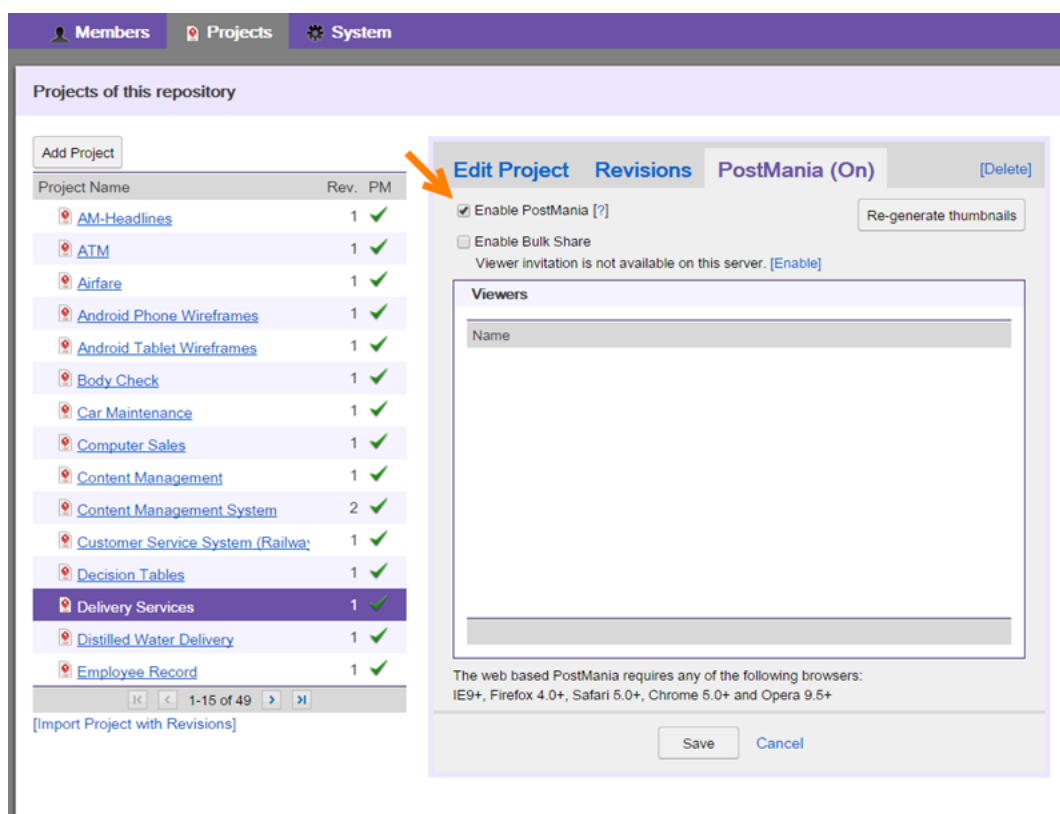 Members Projects System
Projects of this repository
Add Project
Project Name Rev. PM
AM-Headlines 1
ATM 1
Airfare 1
Android Phone Wireframes 1
Android Tablet Wireframes 1
Body Check 1
Car Maintenance 1
Computer Sales 1
Content Management 1
Content Management System 2
Customer Service System (Railway 1
Decision Tables 1
Delivery Services 1
Distilled Water Delivery 1
Employee Record 1
1-15 of 49
[Import Project with Revisions]
Edit Project Revisions PostMania (On) [Delete]
Enable PostMania [?]
Re-generate thumbnails
Enable Bulk Share
Viewer invitation is not available on this server. [Enable]
Viewers
Name
The web based PostMania requires any of the following browsers:
IE9+, Firefox 4.0+, Safari 5.0+, Chrome 5.0+ and Opera 9.5+
Save Cancel